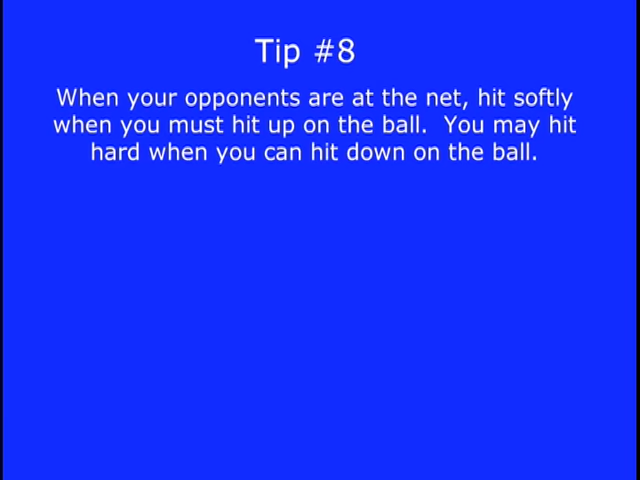 Tip #8
When your opponents are at the net, hit softly
when you must hit up on the ball.  You may hit
hard when you can hit down on the ball.